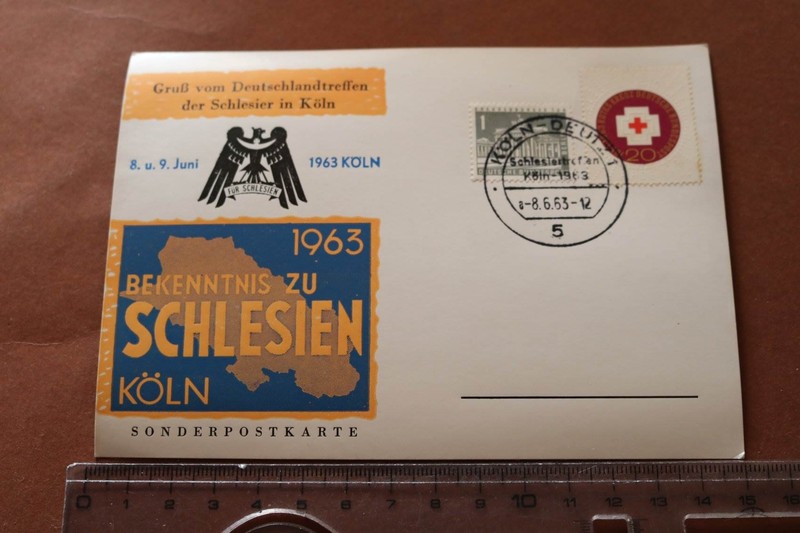 Gruß vom Deutschlandtreffen
der Schlesier in Köln
8. u. 9. Juni
1963 KÖLN
FÜR SCHLESIEN
1963
BEKENNTNIS ZU
SCHLESIEN
KÖLN
SONDERPOSTKARTE
1
20
KÖLN-DEUTZ 1
Schlesiertreffen
Köln-1963
a-8.6.63-12
5
0 1 2 3 4 5 6 7 8 9 10 11 12 13 14 15 16